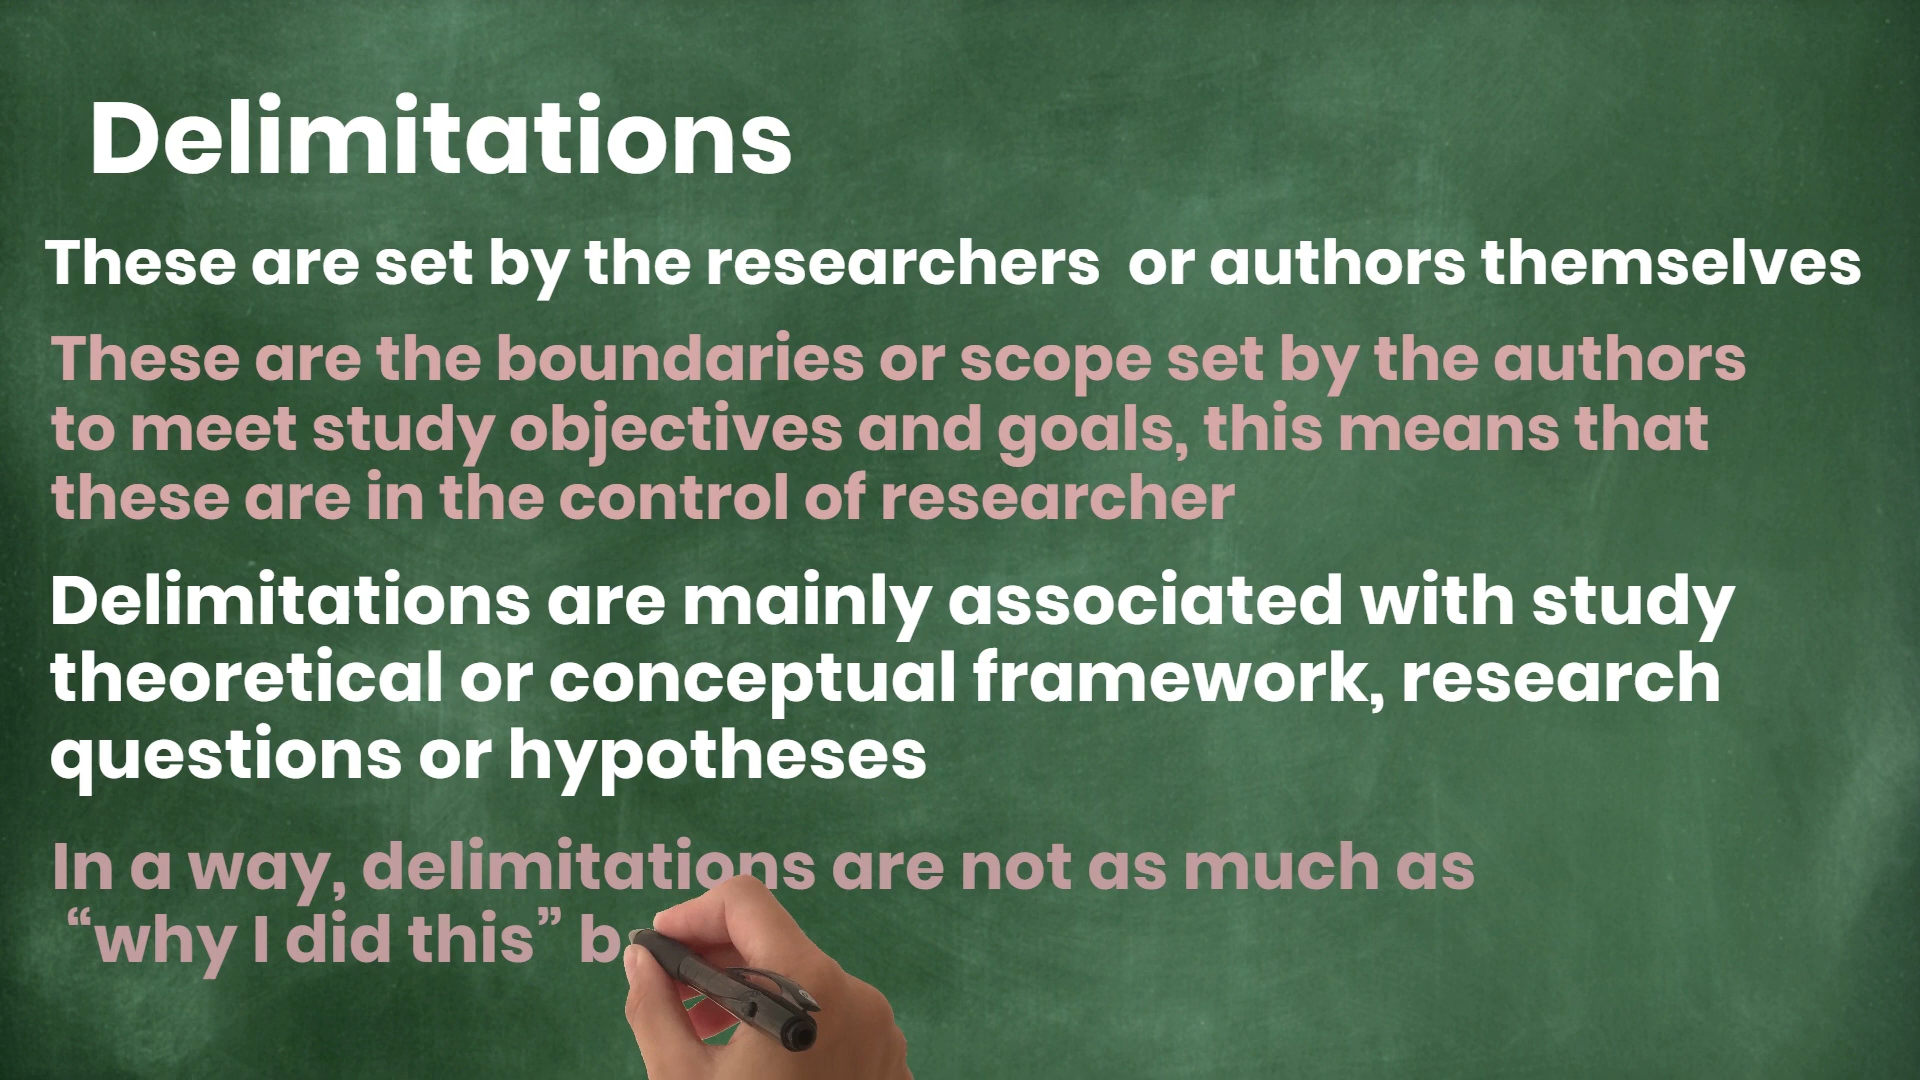 Delimitations
These are set by the researchers or authors themselves
These are the boundaries or scope set by the authors
to meet study objectives and goals, this means that
these are in the control of researcher
Delimitations are mainly associated with study
theoretical or conceptual framework, research
questions or hypotheses
In a way, delimitations are not as much as
“why I did this” b